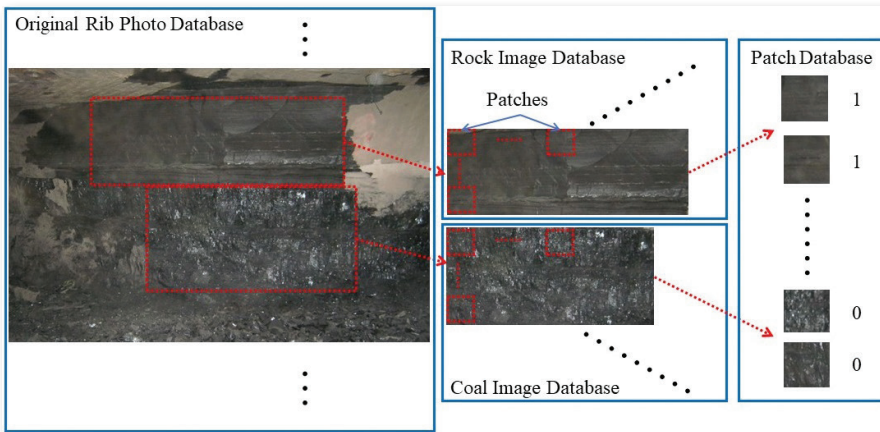 Original Rib Photo Database
Rock Image Database
Patches
Coal Image Database
Patch Database
1
1
0
0